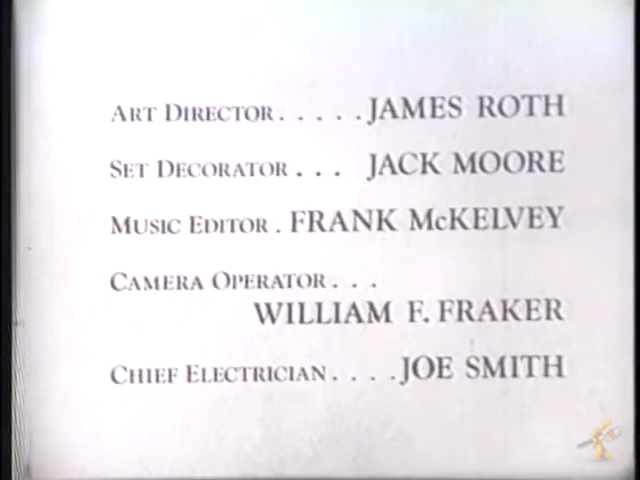 ART DIRECTOR.....JAMES ROTH
SET DECORATOR... JACK MOORE
MUSIC EDITOR. FRANK McKELVEY
CAMERA OPERATOR...
WILLIAM F. FRAKER
CHIEF ELECTRICIAN....JOE SMITH